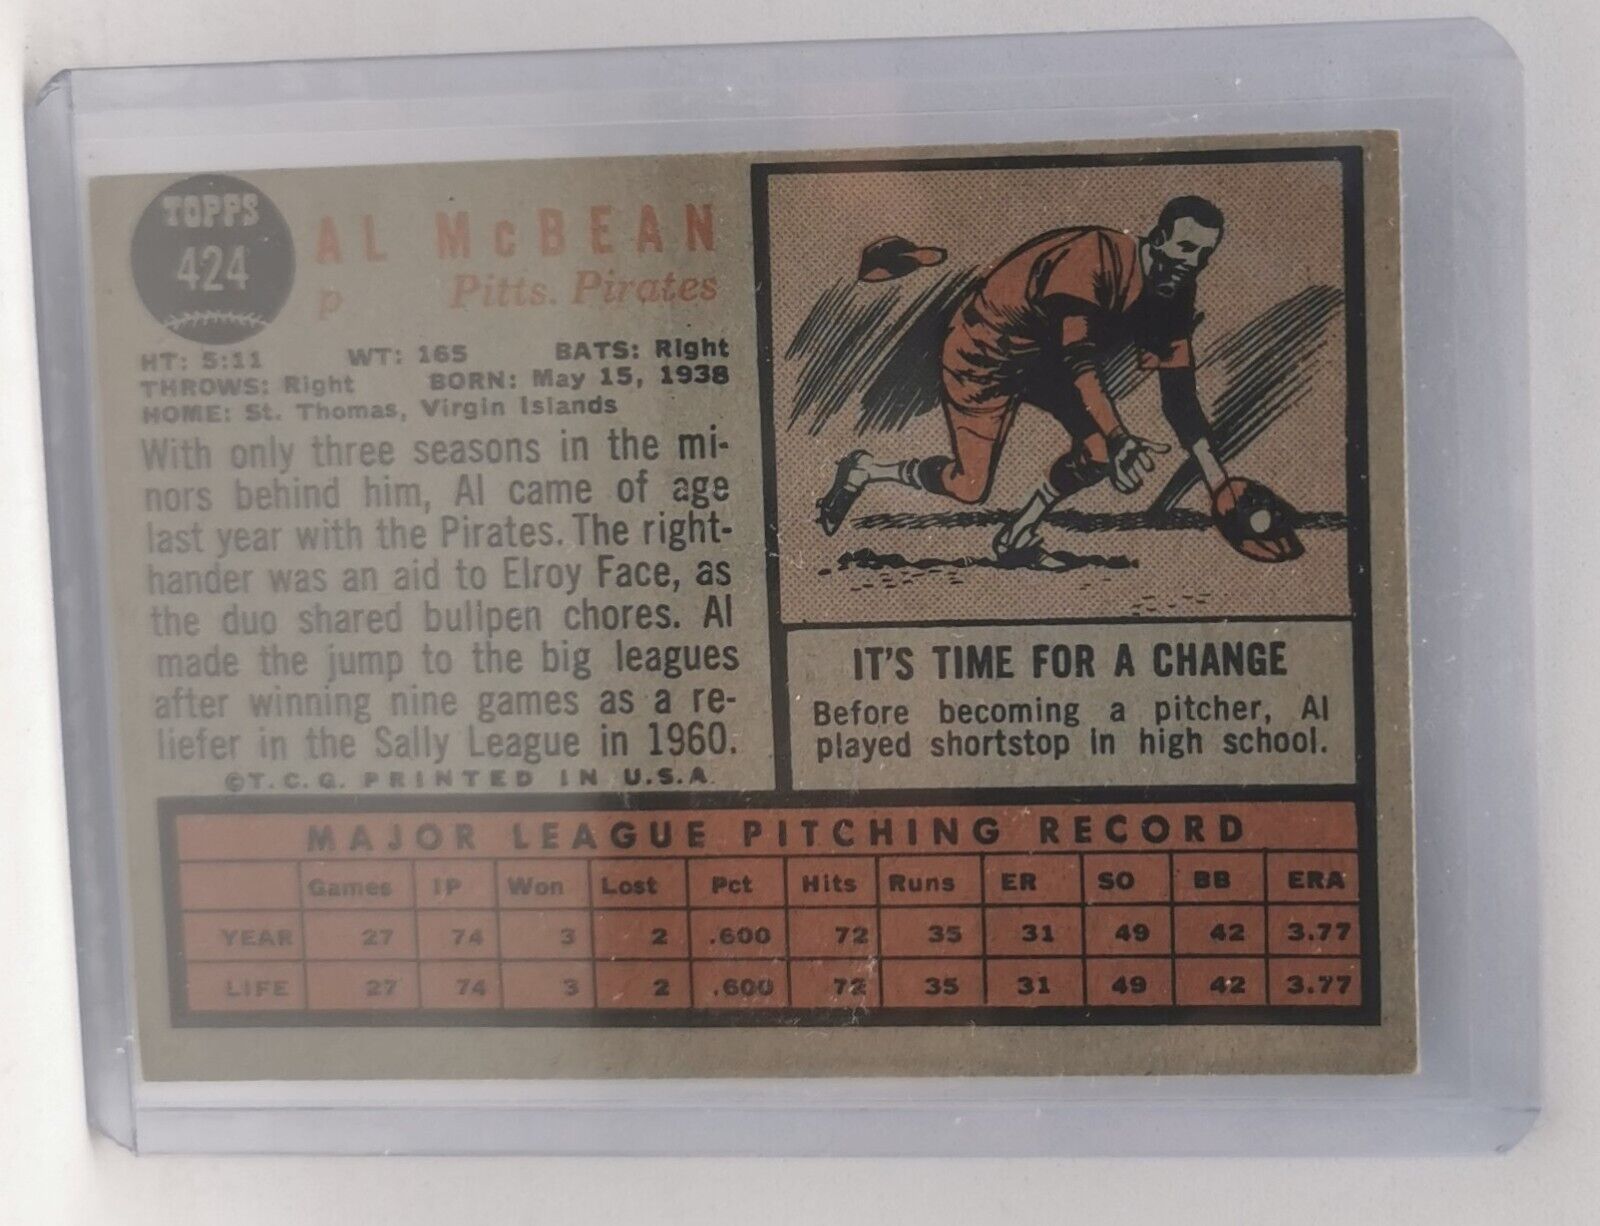 TOPPS
424
AL McBEAN
p Pitts. Pirates
HT: 5:11 WT: 165 BATS: Right
THROWS: Right BORN: May 15, 1938
HOME: St. Thomas, Virgin Islands
With only three seasons in the mi-
nors behind him, Al came of age
last year with the Pirates. The right-
hander was an aid to Elroy Face, as
the duo shared bullpen chores. Al
made the jump to the big leagues
after winning nine games as a re-
liefer in the Sally League in 1960.
©T.C.G. PRINTED IN U.S.A.
IT'S TIME FOR A CHANGE
Before becoming a pitcher, Al
played shortstop in high school.
MAJOR LEAGUE PITCHING RECORD
Games IP Won Lost Pct Hits Runs ER SO BB ERA
YEAR 27 74 3 2 .600 72 35 31 49 42 3.77
LIFE 27 74 3 2 .600 72 35 31 49 42 3.77